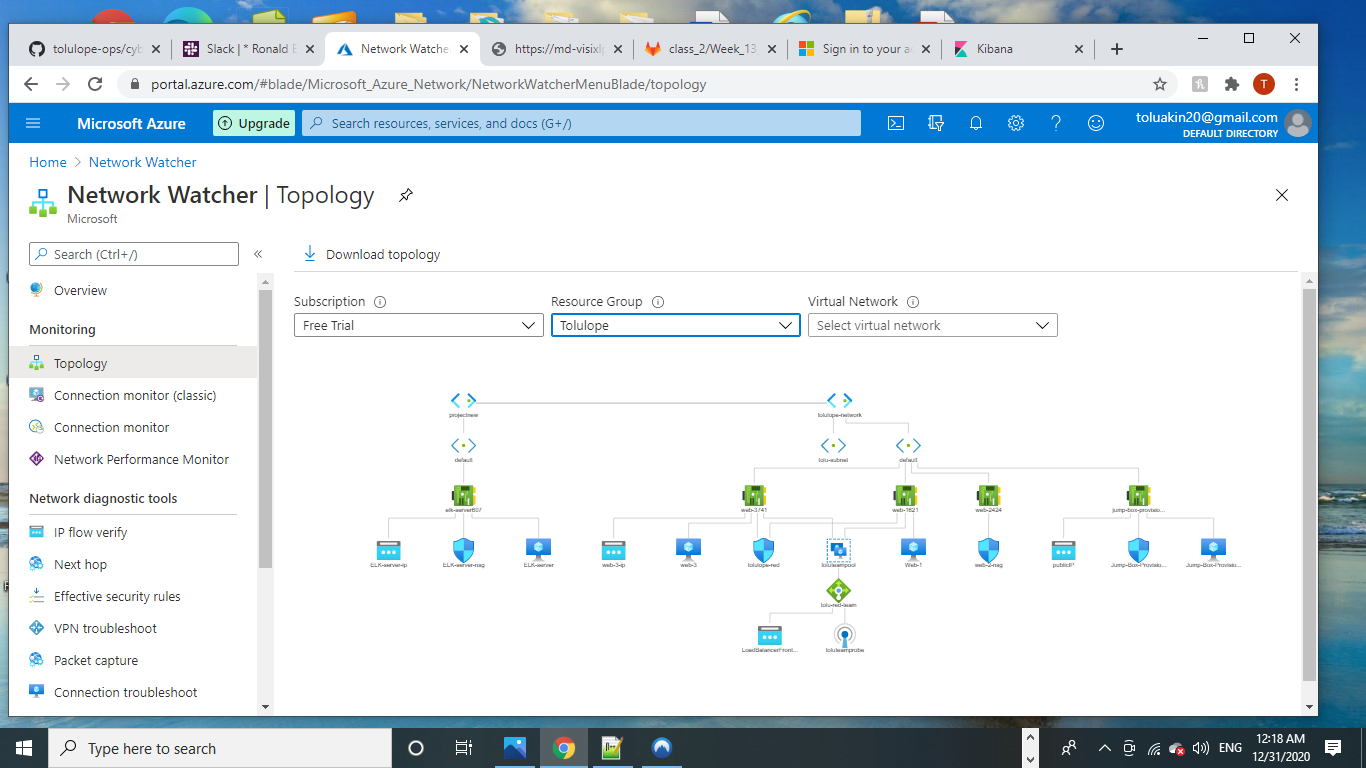 tolulope-ops/cyb
Slack | * Ronald E
Network Watche
https://md-visixlp
class_2/Week_13
Sign in to your ac
Kibana
portal.azure.com/#blade/Microsoft_Azure_Network/NetworkWatcherMenuBlade/topology
T
Microsoft Azure
Upgrade
Search resources, services, and docs (G+/)
toluakin20@gmail.com
DEFAULT DIRECTORY
Home > Network Watcher
Network Watcher | Topology
Microsoft
Search (Ctrl+/)
«
Download topology
Overview
Monitoring
Topology
Connection monitor (classic)
Connection monitor
Network Performance Monitor
Network diagnostic tools
IP flow verify
Next hop
Effective security rules
VPN troubleshoot
Packet capture
Connection troubleshoot
Subscription
Resource Group
Virtual Network
Free Trial
Tolulope
Select virtual network
projectnew
tolulope-network
default
tolu-subnet
default
elk-server607
web-3741
web-1621
web-2424
jump-box-provisio...
ELK-server-ip
ELK-server-nsg
ELK-server
web-3-ip
web-3
tolulope-red
toluteampool
Web-1
web-2-nsg
publicIP
Jump-Box-Provisio...
Jump-Box-Provisio...
tolu-red-team
LoadBalancerFront...
toluteamprobe
Type here to search
ENG
12:18 AM
12/31/2020